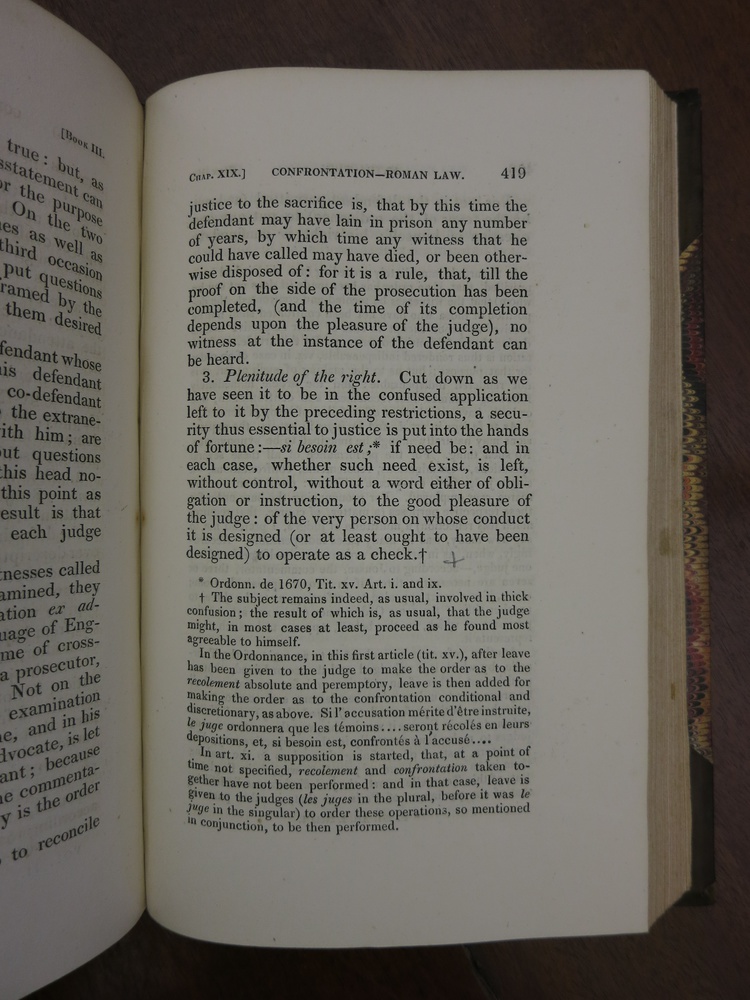 [Book III.
true: but, as
sstatement can
or the purpose
On the two
es as well as
third occasion
put questions
ramed by the
them desired
fendant whose
is defendant
co-defendant
the extrane-
ith him; are
ut questions
this head no-
this point as
esult is that
each judge
nesses called
amined, they
ation ex ad-
uage of Eng-
me of cross-
a prosecutor,
Not on the
examination
e, and in his
dvocate, is let
ant; because
e commenta-
y is the order
to reconcile
Chap. XIX.] CONFRONTATION—ROMAN LAW. 419
justice to the sacrifice is, that by this time the
defendant may have lain in prison any number
of years, by which time any witness that he
could have called may have died, or been other-
wise disposed of: for it is a rule, that, till the
proof on the side of the prosecution has been
completed, (and the time of its completion
depends upon the pleasure of the judge), no
witness at the instance of the defendant can
be heard.
3. Plenitude of the right. Cut down as we
have seen it to be in the confused application
left to it by the preceding restrictions, a secu-
rity thus essential to justice is put into the hands
of fortune:—si besoin est;* if need be: and in
each case, whether such need exist, is left,
without control, without a word either of obli-
gation or instruction, to the good pleasure of
the judge: of the very person on whose conduct
it is designed (or at least ought to have been
designed) to operate as a check.†
* Ordonn. de 1670, Tit. xv. Art. i. and ix.
† The subject remains indeed, as usual, involved in thick
confusion; the result of which is, as usual, that the judge
might, in most cases at least, proceed as he found most
agreeable to himself.
In the Ordonnance, in this first article (tit. xv.), after leave
has been given to the judge to make the order as to the
recolement absolute and peremptory, leave is then added for
making the order as to the confrontation conditional and
discretionary, as above. Si l'accusation mérite d'être instruite,
le juge ordonnera que les témoins....seront récolés en leurs
depositions, et, si besoin est, confrontés à l'accusé....
In art. xi. a supposition is started, that, at a point of
time not specified, recolement and confrontation taken to-
gether have not been performed: and in that case, leave is
given to the judges (les juges in the plural, before it was le
juge in the singular) to order these operations, so mentioned
in conjunction, to be then performed.